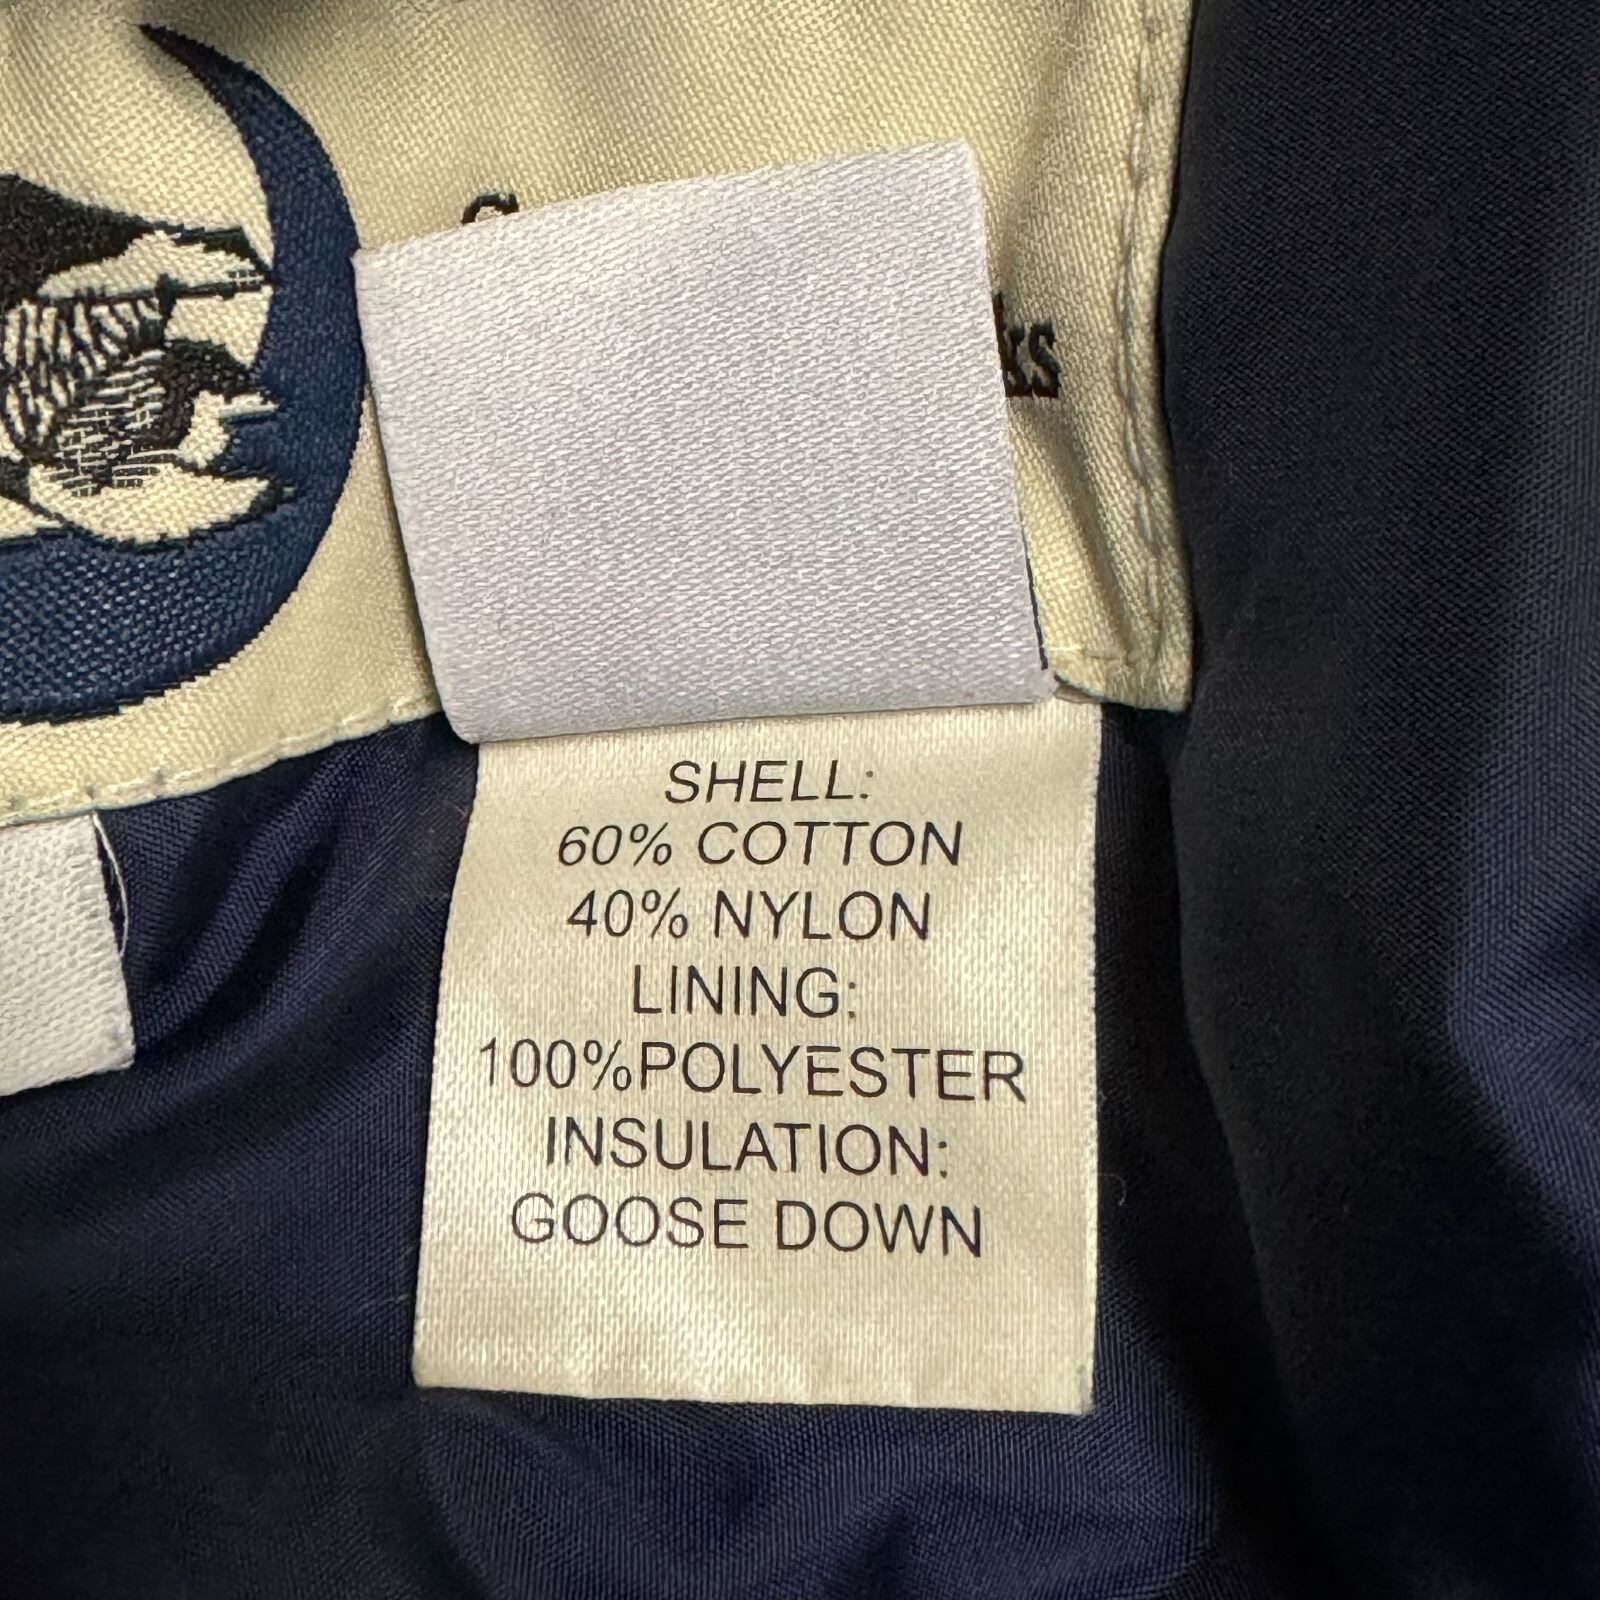 SHELL:
60% COTTON
40% NYLON
LINING:
100%POLYESTER
INSULATION:
GOOSE DOWN